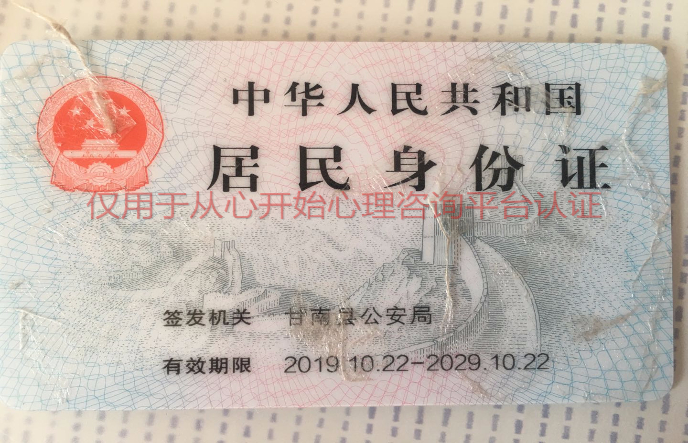 中华人民共和国
居民身份证
仅用于从心开始心理咨询平台认证
签发机关 甘南县公安局
有效期限 2019.10.22-2029.10.22